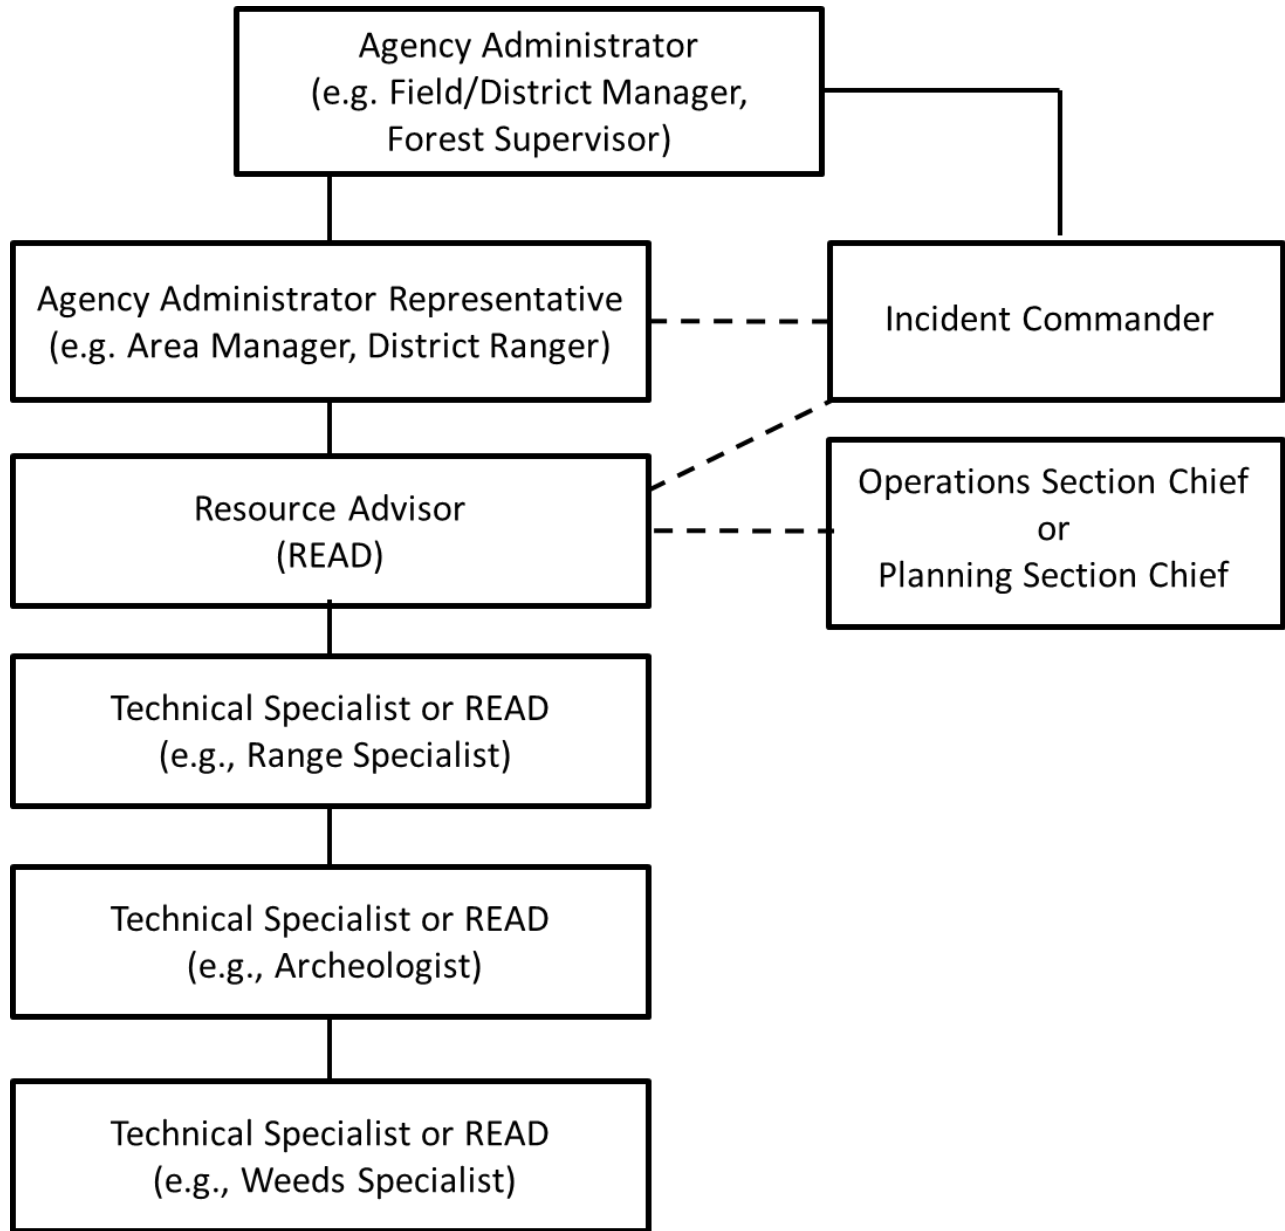 Agency Administrator
(e.g. Field/District Manager,
Forest Supervisor)
Agency Administrator Representative
(e.g. Area Manager, District Ranger)
Incident Commander
Resource Advisor
(READ)
Operations Section Chief
or
Planning Section Chief
Technical Specialist or READ
(e.g., Range Specialist)
Technical Specialist or READ
(e.g., Archeologist)
Technical Specialist or READ
(e.g., Weeds Specialist)